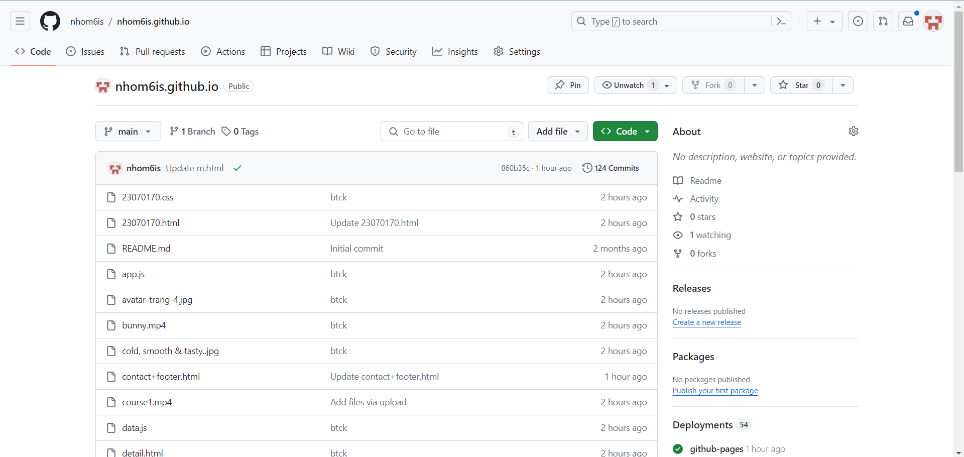 nhom6is / nhom6is.github.io
Type / to search
Code Issues Pull requests Actions Projects Wiki Security Insights Settings
nhom6is.github.io Public
Pin Unwatch 1 Fork 0 Star 0
main 1 Branch 0 Tags Go to file t Add file Code
About
No description, website, or topics provided.
nhom6is Update m.html 860b35c · 1 hour ago 124 Commits
Readme
23070170.css btck 2 hours ago
Activity
0 stars
23070170.html Update 23070170.html 2 hours ago
1 watching
README.md Initial commit 2 months ago
0 forks
app.js btck 2 hours ago
Releases
avatar-trang-4.jpg btck 2 hours ago
No releases published
Create a new release
bunny.mp4 btck 2 hours ago
cold, smooth & tasty..jpg btck 2 hours ago
Packages
contact+footer.html Update contact+footer.html 1 hour ago
No packages published
Publish your first package
course1.mp4 Add files via upload 2 hours ago
data.js btck 2 hours ago
Deployments 54
detail.html btck 2 hours ago
github-pages 1 hour ago